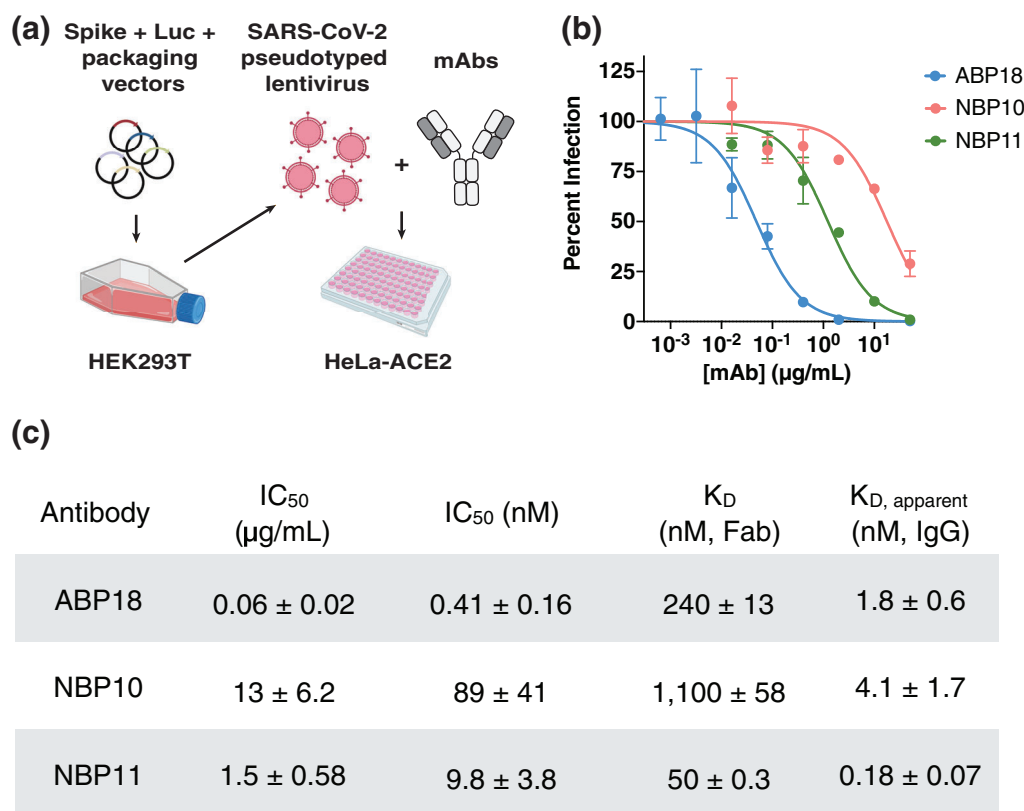 (a)
Spike + Luc +
packaging
vectors
SARS-CoV-2
pseudotyped
lentivirus
mAbs
+
HEK293T
HeLa-ACE2
(b)
Percent Infection
125
100
75
50
25
0
10⁻³ 10⁻² 10⁻¹ 10⁰ 10¹
[mAb] (µg/mL)
ABP18
NBP10
NBP11
(c)
Antibody
IC₅₀
(µg/mL)
IC₅₀ (nM)
K_D
(nM, Fab)
K_D, apparent
(nM, IgG)
ABP18 0.06 ± 0.02 0.41 ± 0.16 240 ± 13 1.8 ± 0.6
NBP10 13 ± 6.2 89 ± 41 1,100 ± 58 4.1 ± 1.7
NBP11 1.5 ± 0.58 9.8 ± 3.8 50 ± 0.3 0.18 ± 0.07